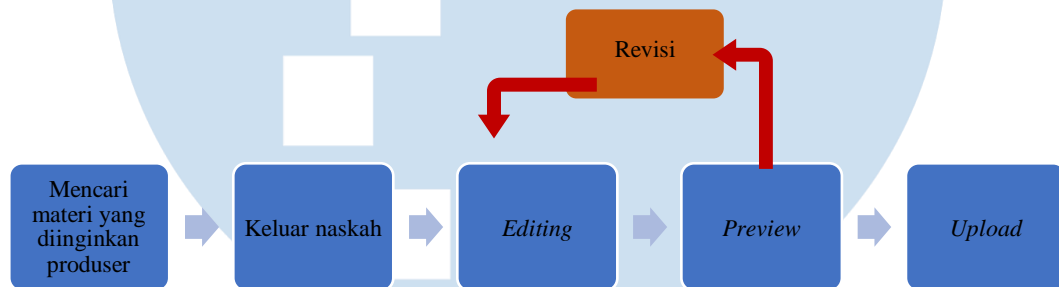 Revisi
Mencari
materi yang
diinginkan
produser
Keluar naskah
Editing
Preview
Upload